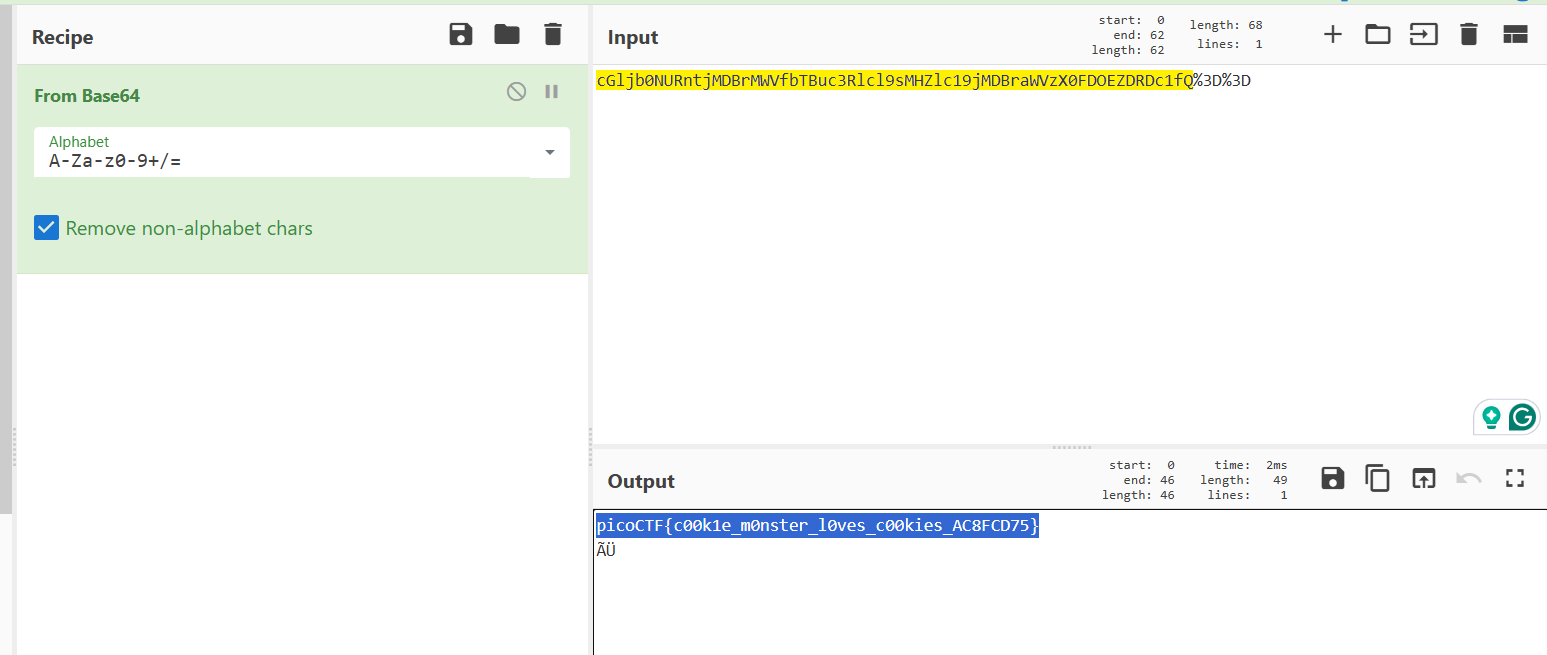 Recipe
From Base64
Alphabet
A-Za-z0-9+/=
Remove non-alphabet chars
Input
start: 0
end: 62
length: 62
length: 68
lines: 1
cGljb0NURntjMDBrMWVfbTBuc3Rlcl9sMHZlc19jMDBraWVzX0FDOEZDRDc1fQ%3D%3D
Output
start: 0
end: 46
length: 46
time: 2ms
length: 49
lines: 1
picoCTF{c00k1e_m0nster_l0ves_c00kies_AC8FCD75}
ÃÜ